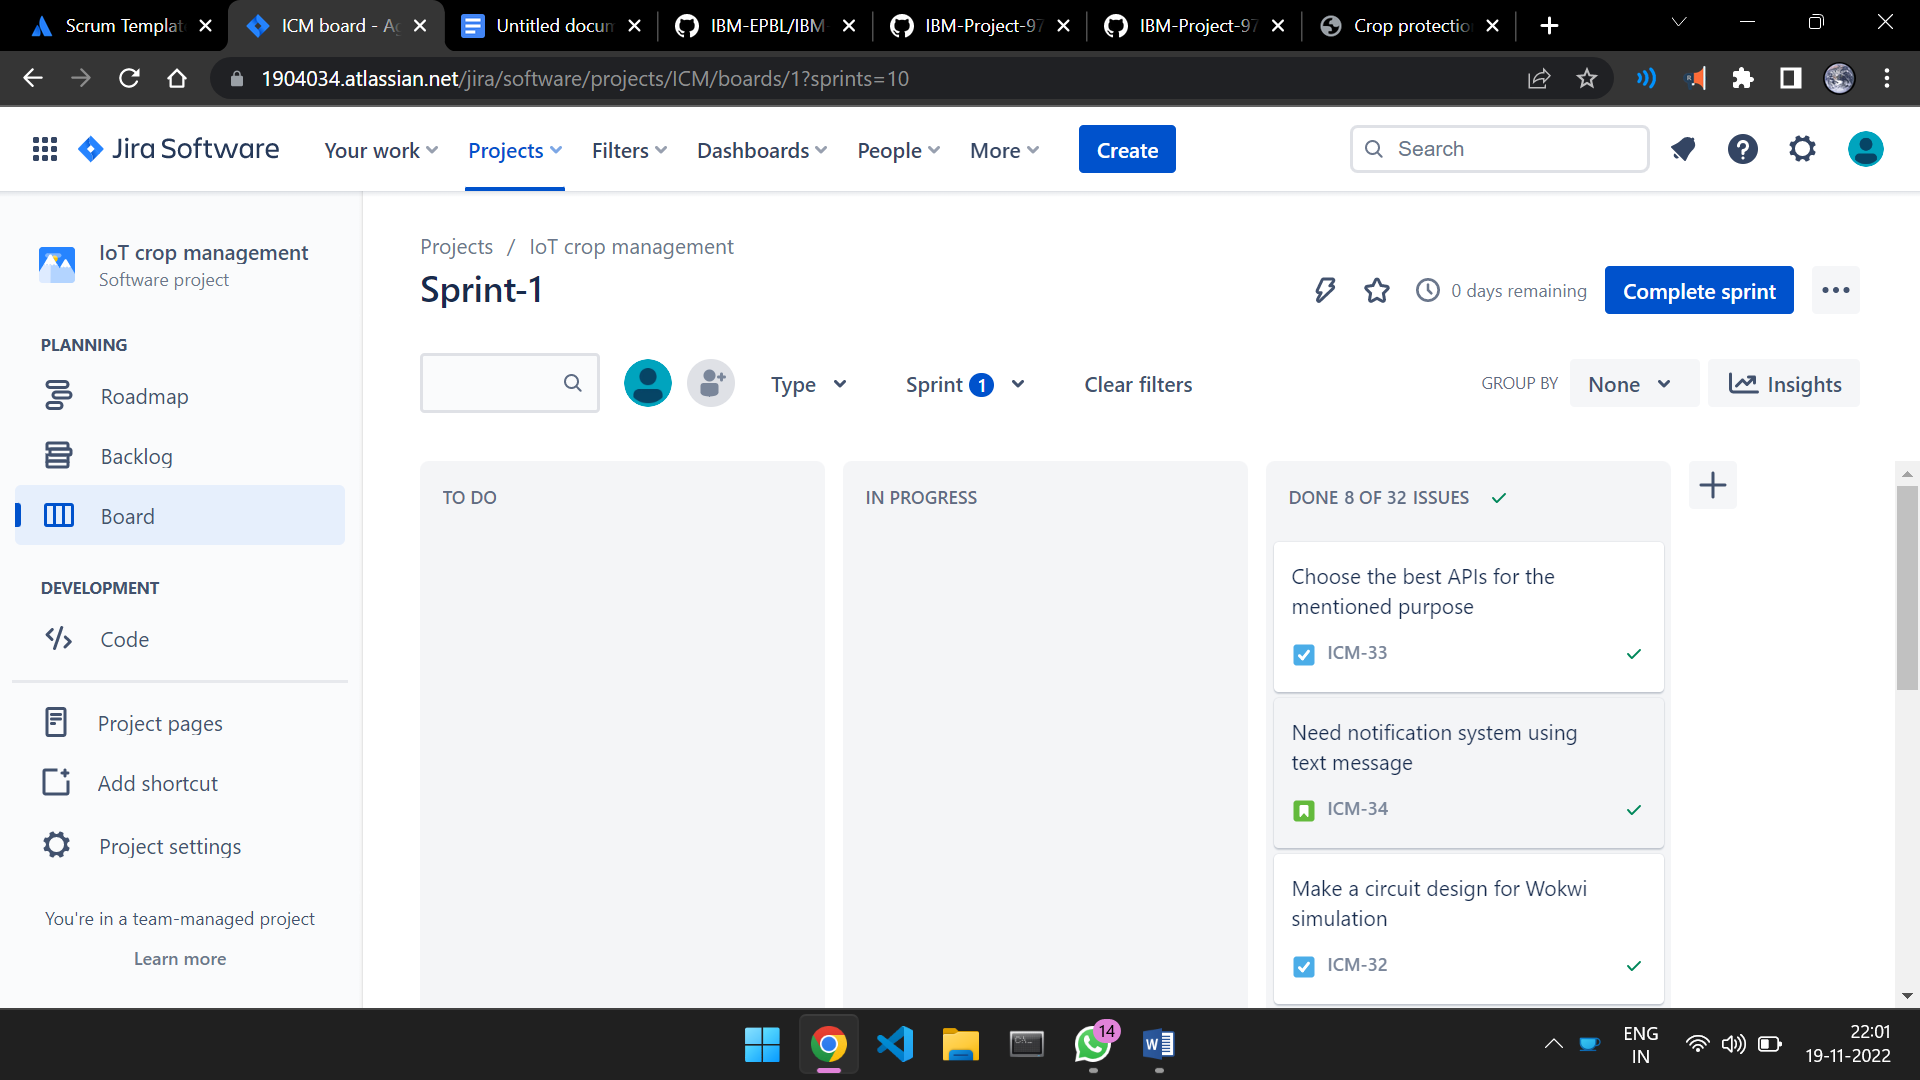 Scrum Templat
ICM board - Ag
Untitled docum
IBM-EPBL/IBM-
IBM-Project-97
IBM-Project-97
Crop protection
1904034.atlassian.net/jira/software/projects/ICM/boards/1?sprints=10
Jira Software
Your work
Projects
Filters
Dashboards
People
More
Create
Search
IoT crop management
Software project
PLANNING
Roadmap
Backlog
Board
DEVELOPMENT
Code
Project pages
Add shortcut
Project settings
You're in a team-managed project
Learn more
Projects / IoT crop management
Sprint-1
0 days remaining
Complete sprint
Type
Sprint 1
Clear filters
GROUP BY
None
Insights
TO DO
IN PROGRESS
DONE 8 OF 32 ISSUES
Choose the best APIs for the
mentioned purpose
ICM-33
Need notification system using
text message
ICM-34
Make a circuit design for Wokwi
simulation
ICM-32
14
ENG
IN
22:01
19-11-2022